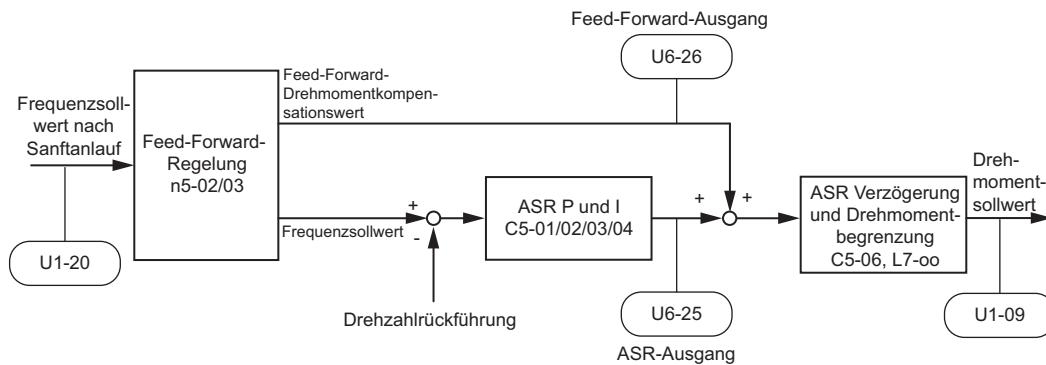 Feed-Forward-Ausgang
U6-26
Feed-Forward-
Drehmomentkompen-
sationswert
Frequenzsoll-
wert nach
Sanftanlauf
Feed-Forward-
Regelung
n5-02/03
U1-20
Frequenzsollwert
+
-
Drehzahlrückführung
ASR P und I
C5-01/02/03/04
+
+
U6-25
ASR-Ausgang
ASR Verzögerung
und Drehmoment-
begrenzung
C5-06, L7-oo
Dreh-
moment-
sollwert
U1-09